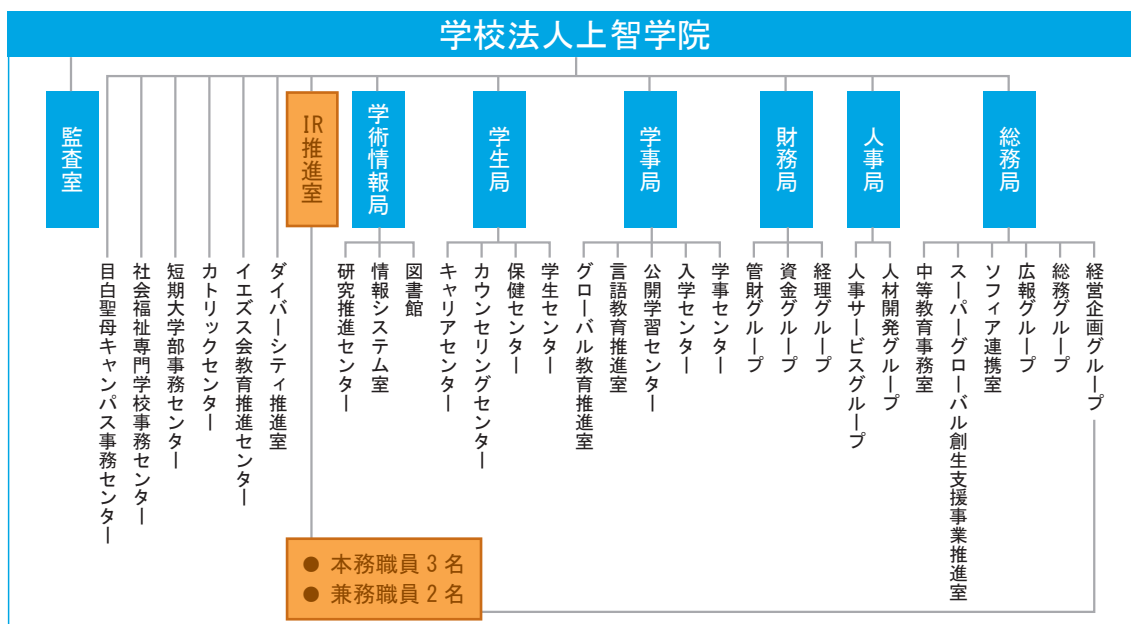 学校法人上智学院
監査室
IR推進室
学術情報局
学生局
学事局
財務局
人事局
総務局
目白聖母キャンパス事務センター
社会福祉専門学校事務センター
短期大学部事務センター
カトリックセンター
イエズス会教育推進センター
ダイバーシティ推進室
研究推進センター
情報システム室
図書館
キャリアセンター
カウンセリングセンター
保健センター
学生センター
グローバル教育推進室
言語教育推進室
公開学習センター
入学センター
学事センター
管財グループ
資金グループ
経理グループ
人事サービスグループ
人材開発グループ
中等教育事務室
スーパーグローバル創生支援事業推進室
ソフィア連携室
広報グループ
総務グループ
経営企画グループ
● 本務職員3名
● 兼務職員2名